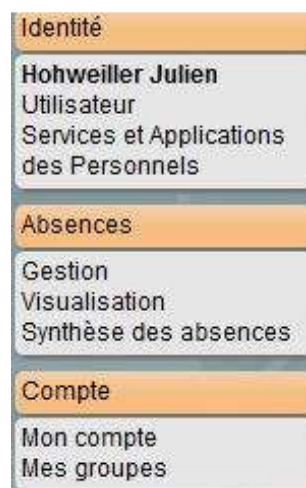 Identité
Hohweiller Julien
Utilisateur
Services et Applications
des Personnels
Absences
Gestion
Visualisation
Synthèse des absences
Compte
Mon compte
Mes groupes